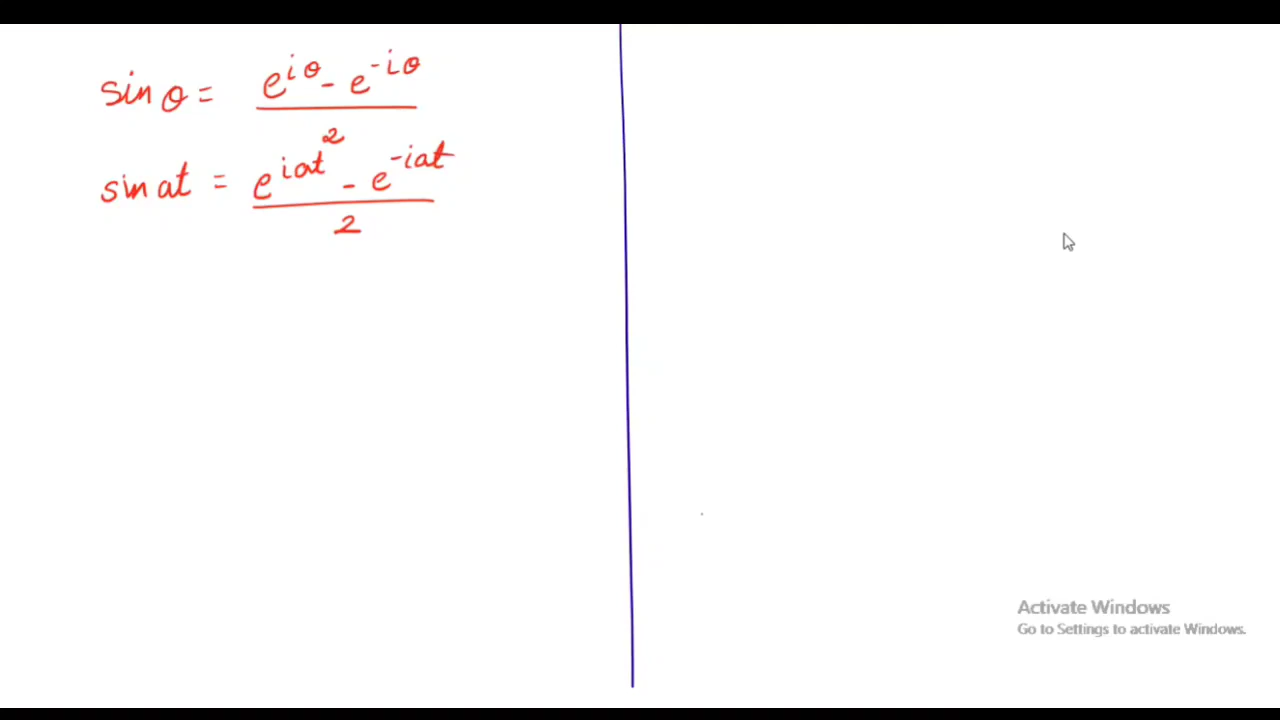 sin θ = e^{iθ} - e^{-iθ}
2
sin at = e^{iat} - e^{-iat}
2
Activate Windows
Go to Settings to activate Windows.